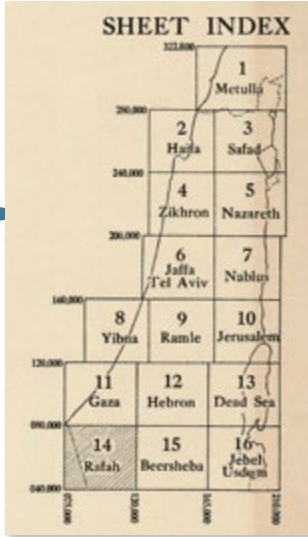 SHEET INDEX
1
Metulla
2
Haifa
3
Safad
240.000
4
Zikhron
5
Nazareth
200.000
6
Jaffa
Tel Aviv
7
Nablus
160.000
8
Yibna
9
Ramle
10
Jerusalem
120.000
11
Gaza
12
Hebron
13
Dead Sea
080.000
14
Rafah
15
Beersheba
16
Jebel
Usdum
040.000